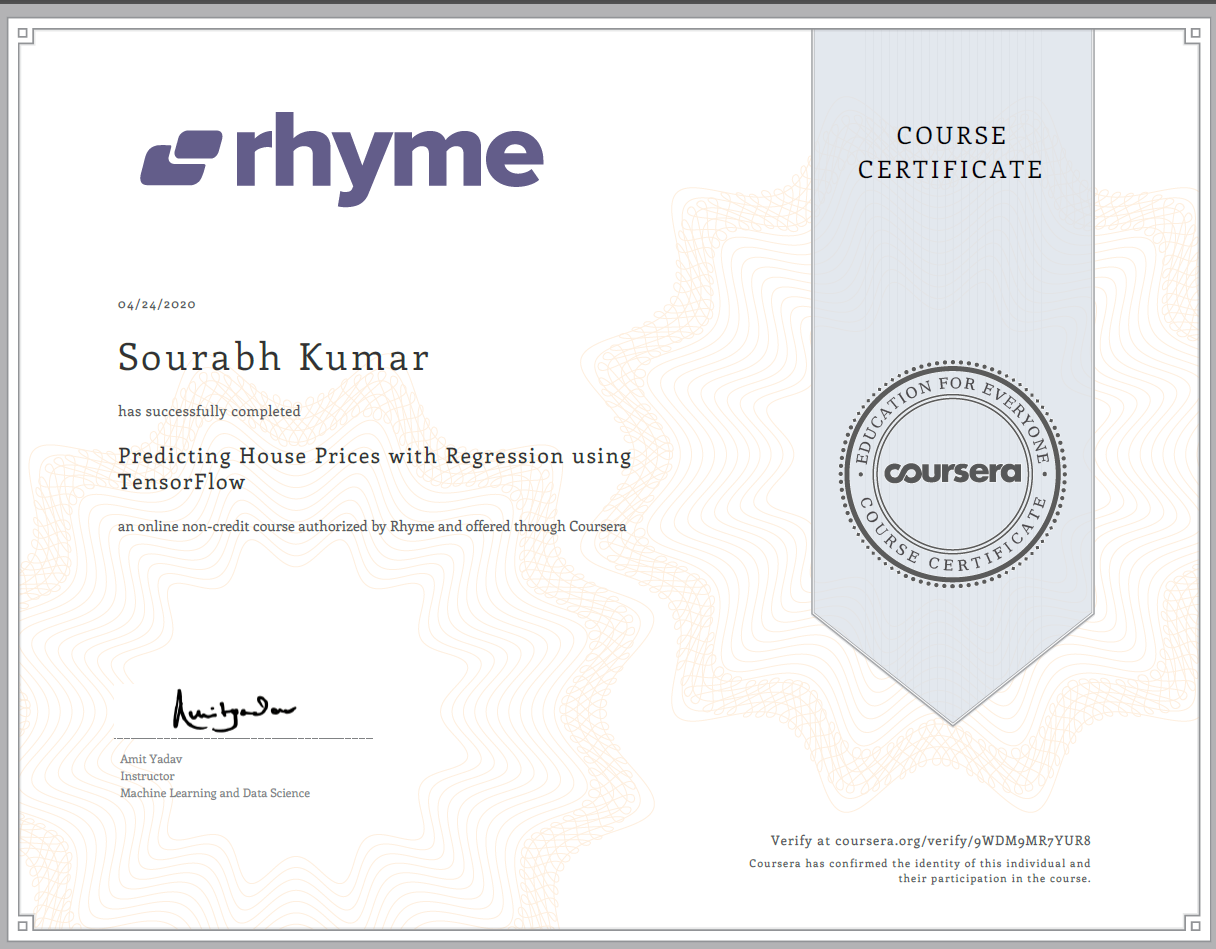 rhyme
COURSE
CERTIFICATE
04/24/2020
Sourabh Kumar
has successfully completed
Predicting House Prices with Regression using
TensorFlow
an online non-credit course authorized by Rhyme and offered through Coursera
EDUCATION FOR EVERYONE
coursera
COURSE CERTIFICATE
Amityadav
Amit Yadav
Instructor
Machine Learning and Data Science
Verify at coursera.org/verify/9WDM9MR7YUR8
Coursera has confirmed the identity of this individual and
their participation in the course.